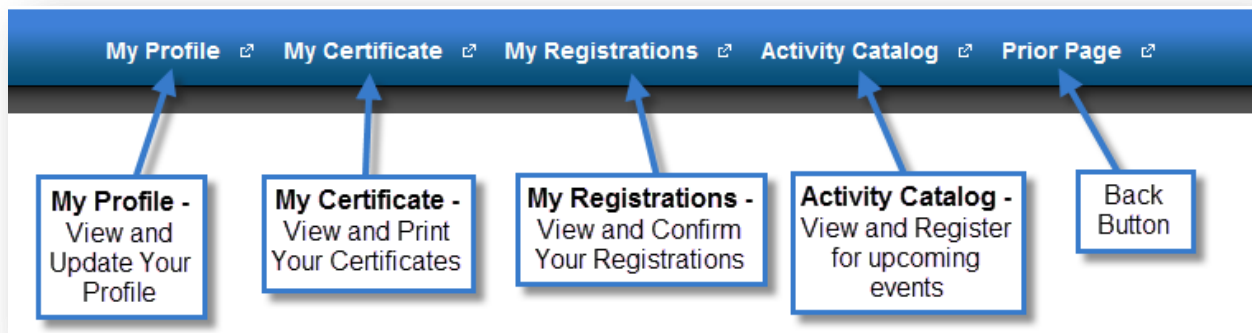 My Profile My Certificate My Registrations Activity Catalog Prior Page
My Profile -
View and
Update Your
Profile
My Certificate -
View and Print
Your Certificates
My Registrations -
View and Confirm
Your Registrations
Activity Catalog -
View and Register
for upcoming
events
Back
Button